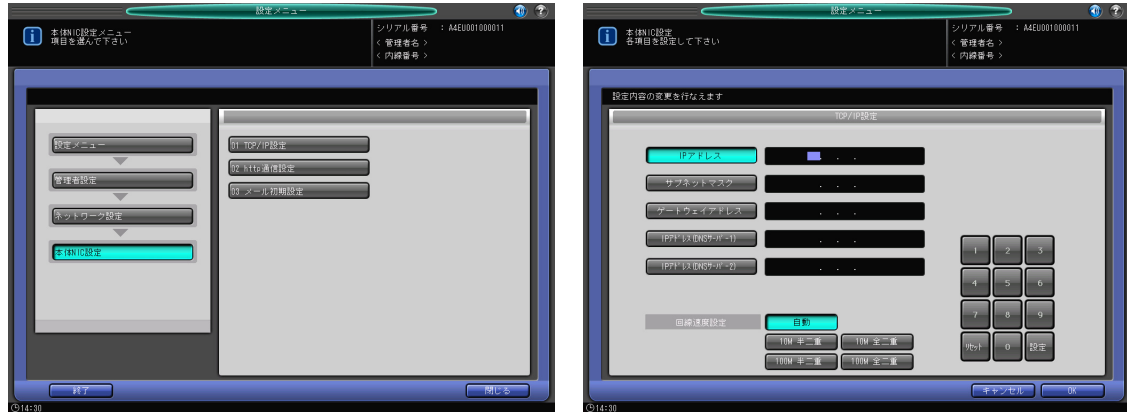 設定メニュー
本体NIC設定メニュー
項目を選んで下さい
シリアル番号 : A4EU001000011
< 管理者名 >
< 内線番号 >
設定メニュー
管理者設定
ネットワーク設定
本体NIC設定
01 TCP/IP設定
02 http通信設定
03 メール初期設定
終了
閉じる
14:30
設定メニュー
本体NIC設定
各項目を設定して下さい
シリアル番号 : A4EU001000011
< 管理者名 >
< 内線番号 >
設定内容の変更を行なえます
TCP/IP設定
IPアドレス
. . .
サブネットマスク
. . .
ゲートウェイアドレス
. . .
IPアドレス(DNSサーバー1)
. . .
IPアドレス(DNSサーバー2)
. . .
回線速度設定
自動
10M 半二重
10M 全二重
100M 半二重
100M 全二重
1 2 3
4 5 6
7 8 9
リセット 0 設定
キャンセル
OK
14:30